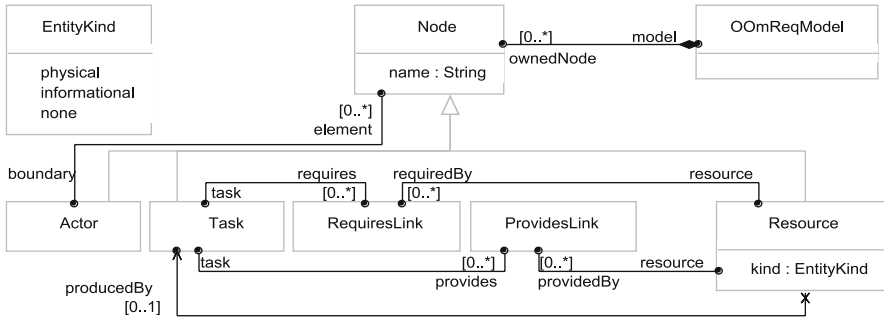 EntityKind
physical
informational
none
Node
name : String
[0..*]
ownedNode
model
OOmReqModel
[0..*]
element
boundary
Actor
task
requires
[0..*]
requiredBy
[0..*]
resource
Task
RequiresLink
ProvidesLink
Resource
kind : EntityKind
task
[0..*]
provides
[0..*]
providedBy
resource
producedBy
[0..1]